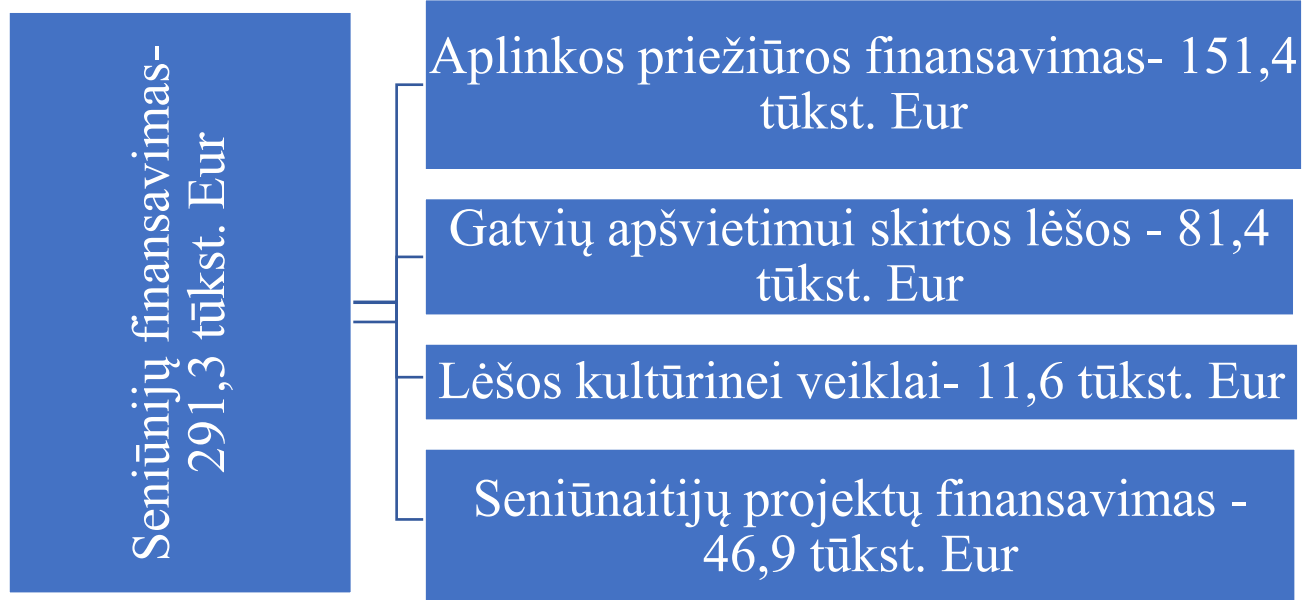 Seniūnijų finansavimas-
291,3 tūkst. Eur
Aplinkos priežiūros finansavimas- 151,4
tūkst. Eur
Gatvių apšvietimui skirtos lėšos - 81,4
tūkst. Eur
Lėšos kultūrinei veiklai- 11,6 tūkst. Eur
Seniūnaitijų projektų finansavimas -
46,9 tūkst. Eur